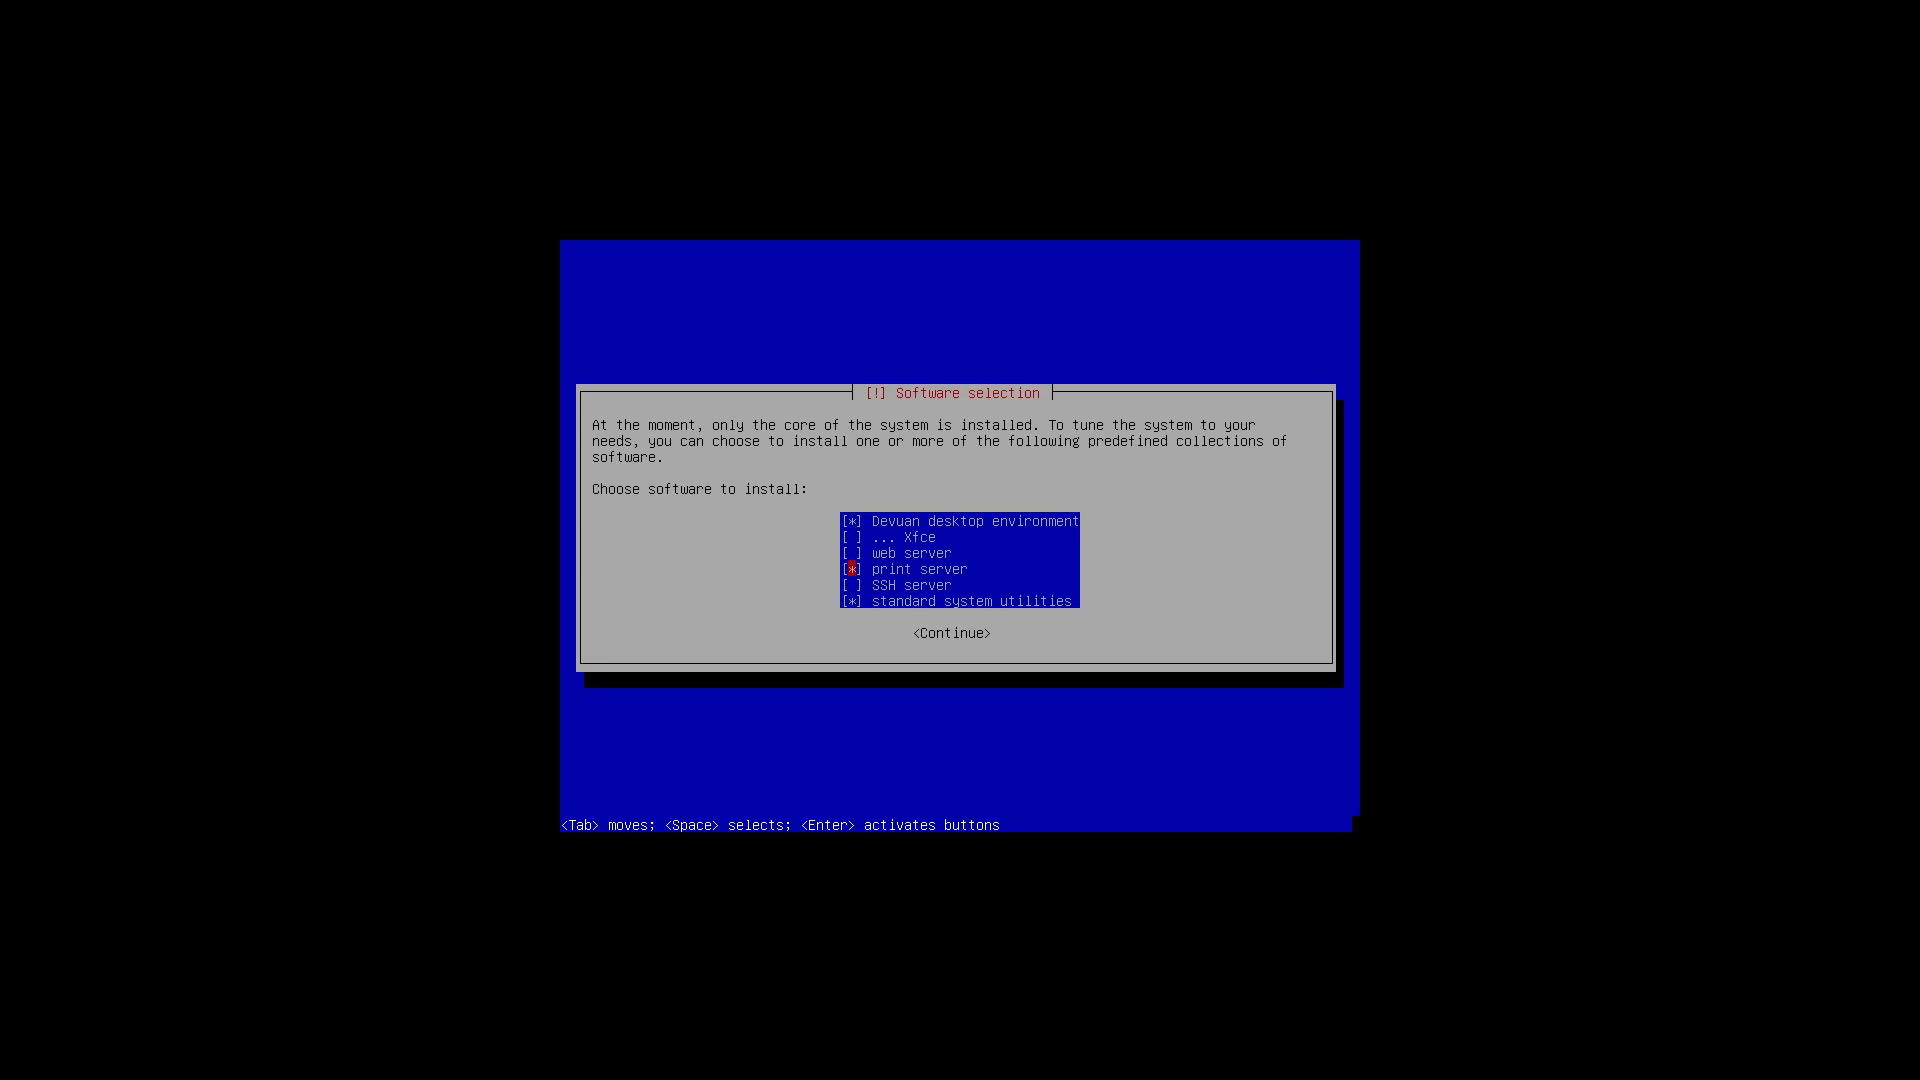 [!] Software selection
At the moment, only the core of the system is installed. To tune the system to your
needs, you can choose to install one or more of the following predefined collections of
software.
Choose software to install:
[*] Devuan desktop environment
[ ] ... Xfce
[ ] web server
[*] print server
[ ] SSH server
[*] standard system utilities
<Continue>
<Tab> moves; <Space> selects; <Enter> activates buttons